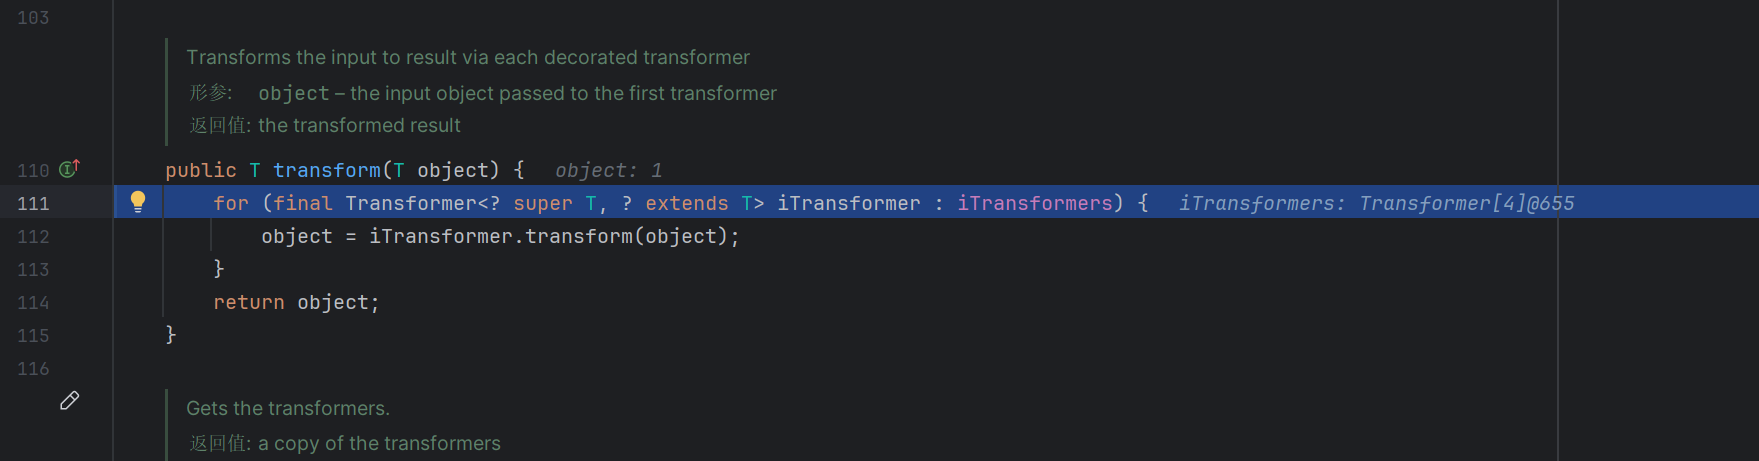 103
Transforms the input to result via each decorated transformer
形参: object – the input object passed to the first transformer
返回值: the transformed result
110 public T transform(T object) { object: 1
111 for (final Transformer<? super T, ? extends T> iTransformer : iTransformers) { iTransformers: Transformer[4]@655
112 object = iTransformer.transform(object);
113 }
114 return object;
115 }
116
Gets the transformers.
返回值: a copy of the transformers